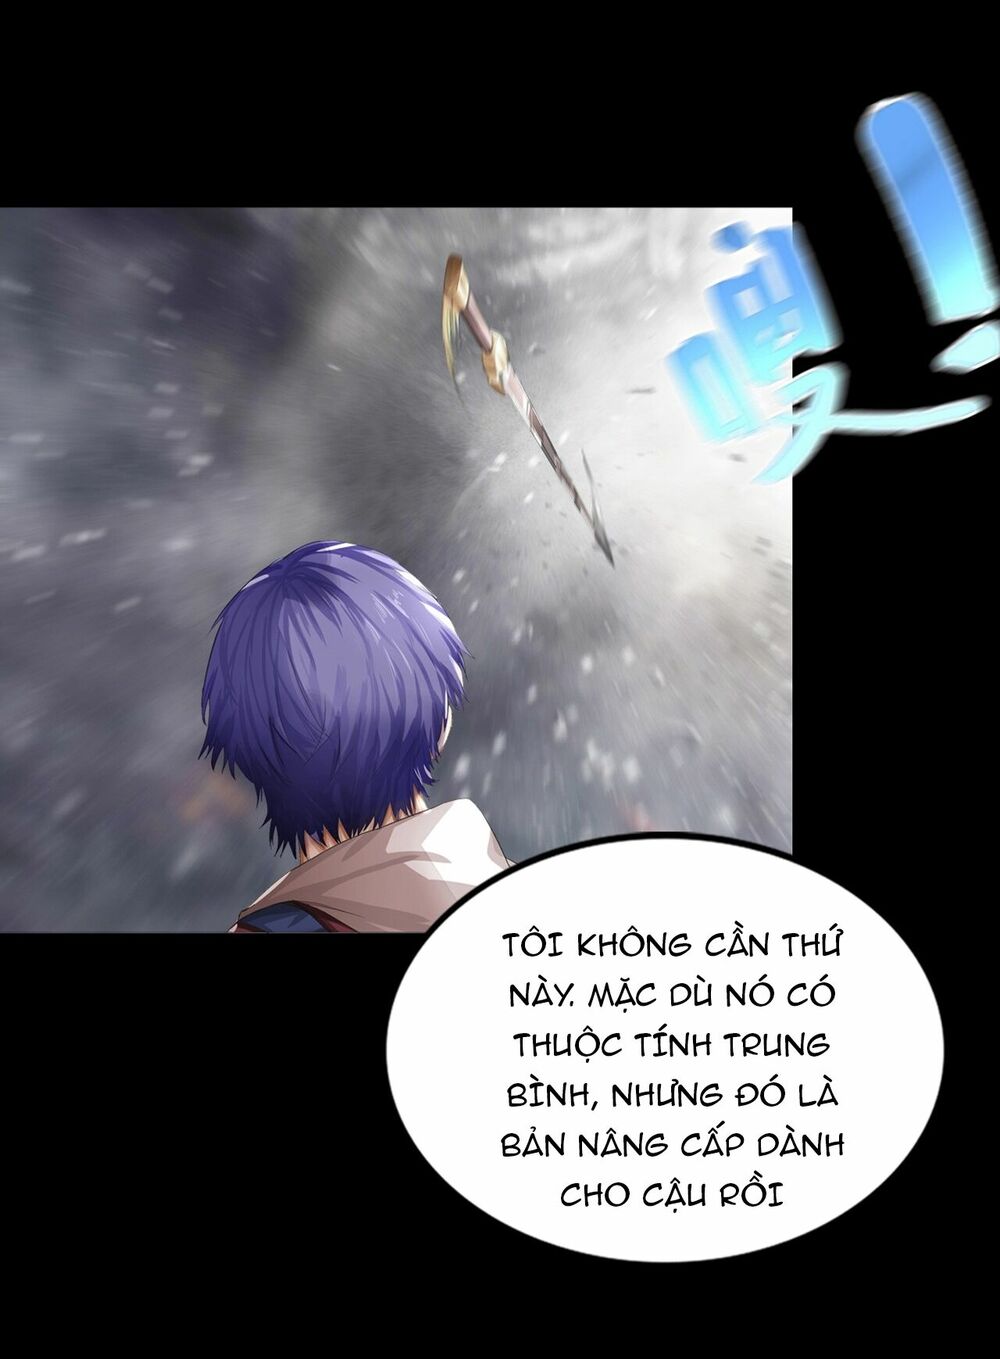 嗖!
TÔI KHÔNG CẦN THỨ
NÀY. MẶC DÙ NÓ CÓ
THUỘC TÍNH TRUNG
BÌNH, NHƯNG ĐÓ LÀ
BẢN NÂNG CẤP DÀNH
CHO CẬU RỒI